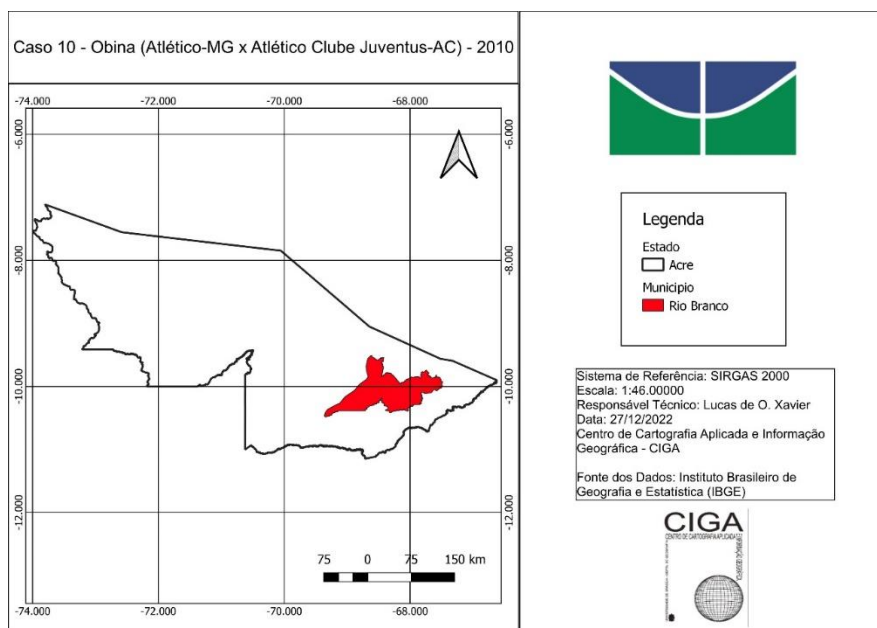 Caso 10 - Obina (Atlético-MG x Atlético Clube Juventus-AC) - 2010
-74.000 -72.000 -70.000 -68.000
-6.000 -6.000
-8.000 -8.000
-10.000 -10.000
-12.000 -12.000
75 0 75 150 km
-74.000 -72.000 -70.000 -68.000
Legenda
Estado
Acre
Municipio
Rio Branco
Sistema de Referência: SIRGAS 2000
Escala: 1:46.00000
Responsável Técnico: Lucas de O. Xavier
Data: 27/12/2022
Centro de Cartografia Aplicada e Informação
Geográfica - CIGA
Fonte dos Dados: Instituto Brasileiro de
Geografia e Estatística (IBGE)
CIGA
CENTRO DE CARTOGRAFIA APLICADA